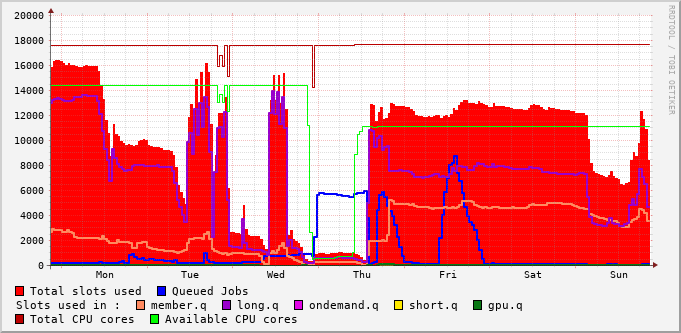 20000
18000
16000
14000
12000
10000
8000
6000
4000
2000
0
Mon Tue Wed Thu Fri Sat Sun
RRDTOOL / TOBI OETIKER
Total slots used Queued Jobs
Slots used in : member.q long.q ondemand.q short.q gpu.q
Total CPU cores Available CPU cores